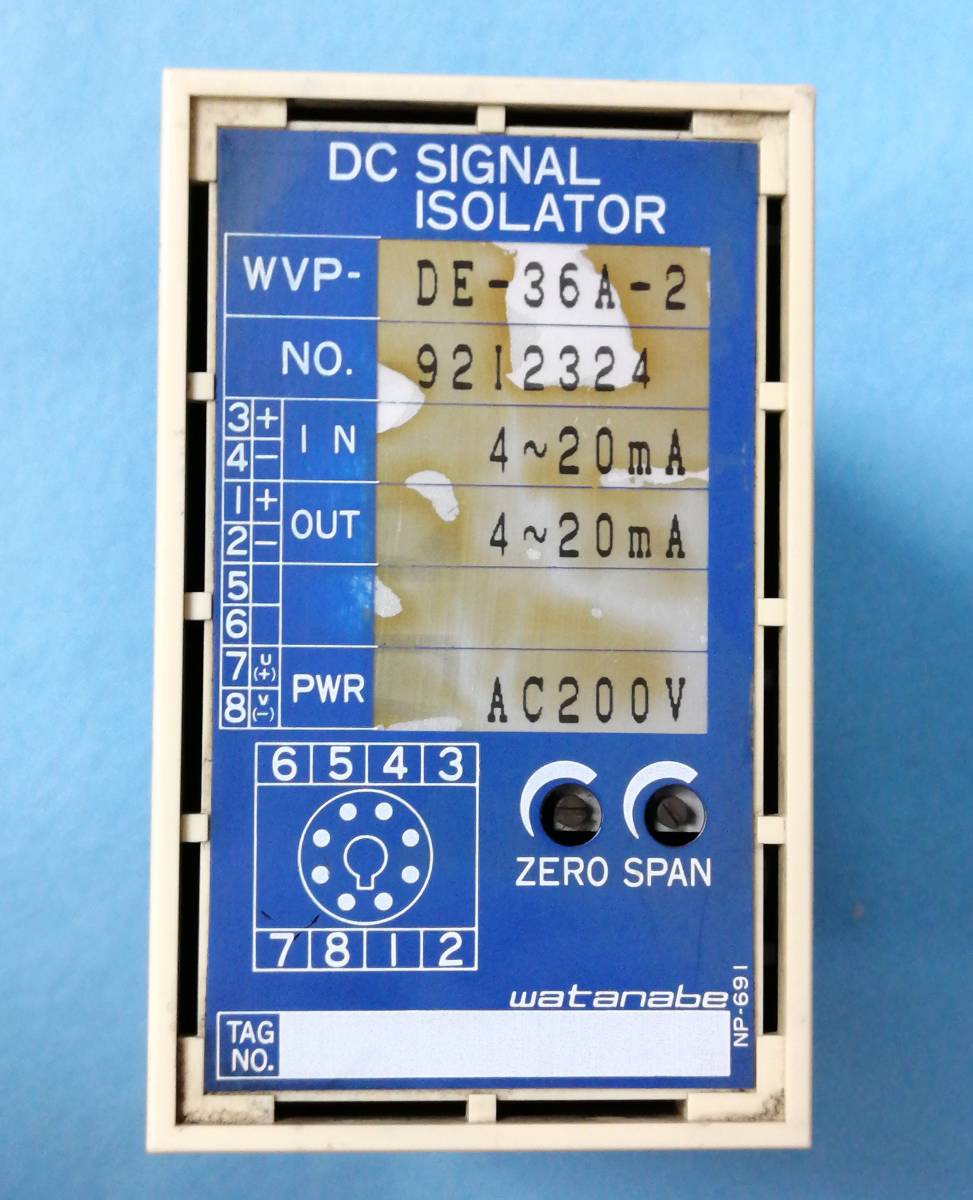 DC SIGNAL
ISOLATOR
WVP- DE-36A-2
NO. 92I2324
3 + IN 4~20mA
4 -
1 + OUT 4~20mA
2 -
5
6
7 U (+) PWR AC200V
8 V (-)
6 5 4 3
7 8 1 2
ZERO SPAN
watanabe
NP-691
TAG
NO.